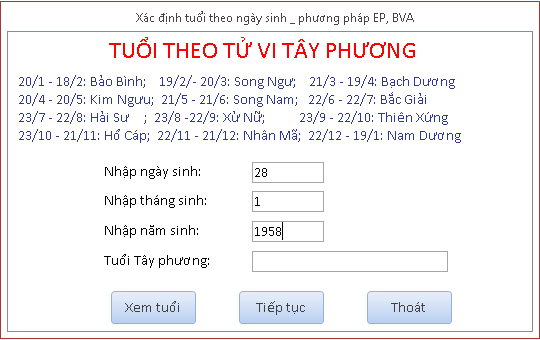 Xác định tuổi theo ngày sinh _ phương pháp EP, BVA
TUỔI THEO TỬ VI TÂY PHƯƠNG
20/1 - 18/2: Bảo Bình; 19/2/- 20/3: Song Ngư; 21/3 - 19/4: Bạch Dương
20/4 - 20/5: Kim Ngưu; 21/5 - 21/6: Song Nam; 22/6 - 22/7: Bắc Giải
23/7 - 22/8: Hải Sư ; 23/8 -22/9: Xử Nữ; 23/9 - 22/10: Thiên Xứng
23/10 - 21/11: Hổ Cáp; 22/11 - 21/12: Nhân Mã; 22/12 - 19/1: Nam Dương
Nhập ngày sinh: 28
Nhập tháng sinh: 1
Nhập năm sinh: 1958
Tuổi Tây phương:
Xem tuổi Tiếp tục Thoát